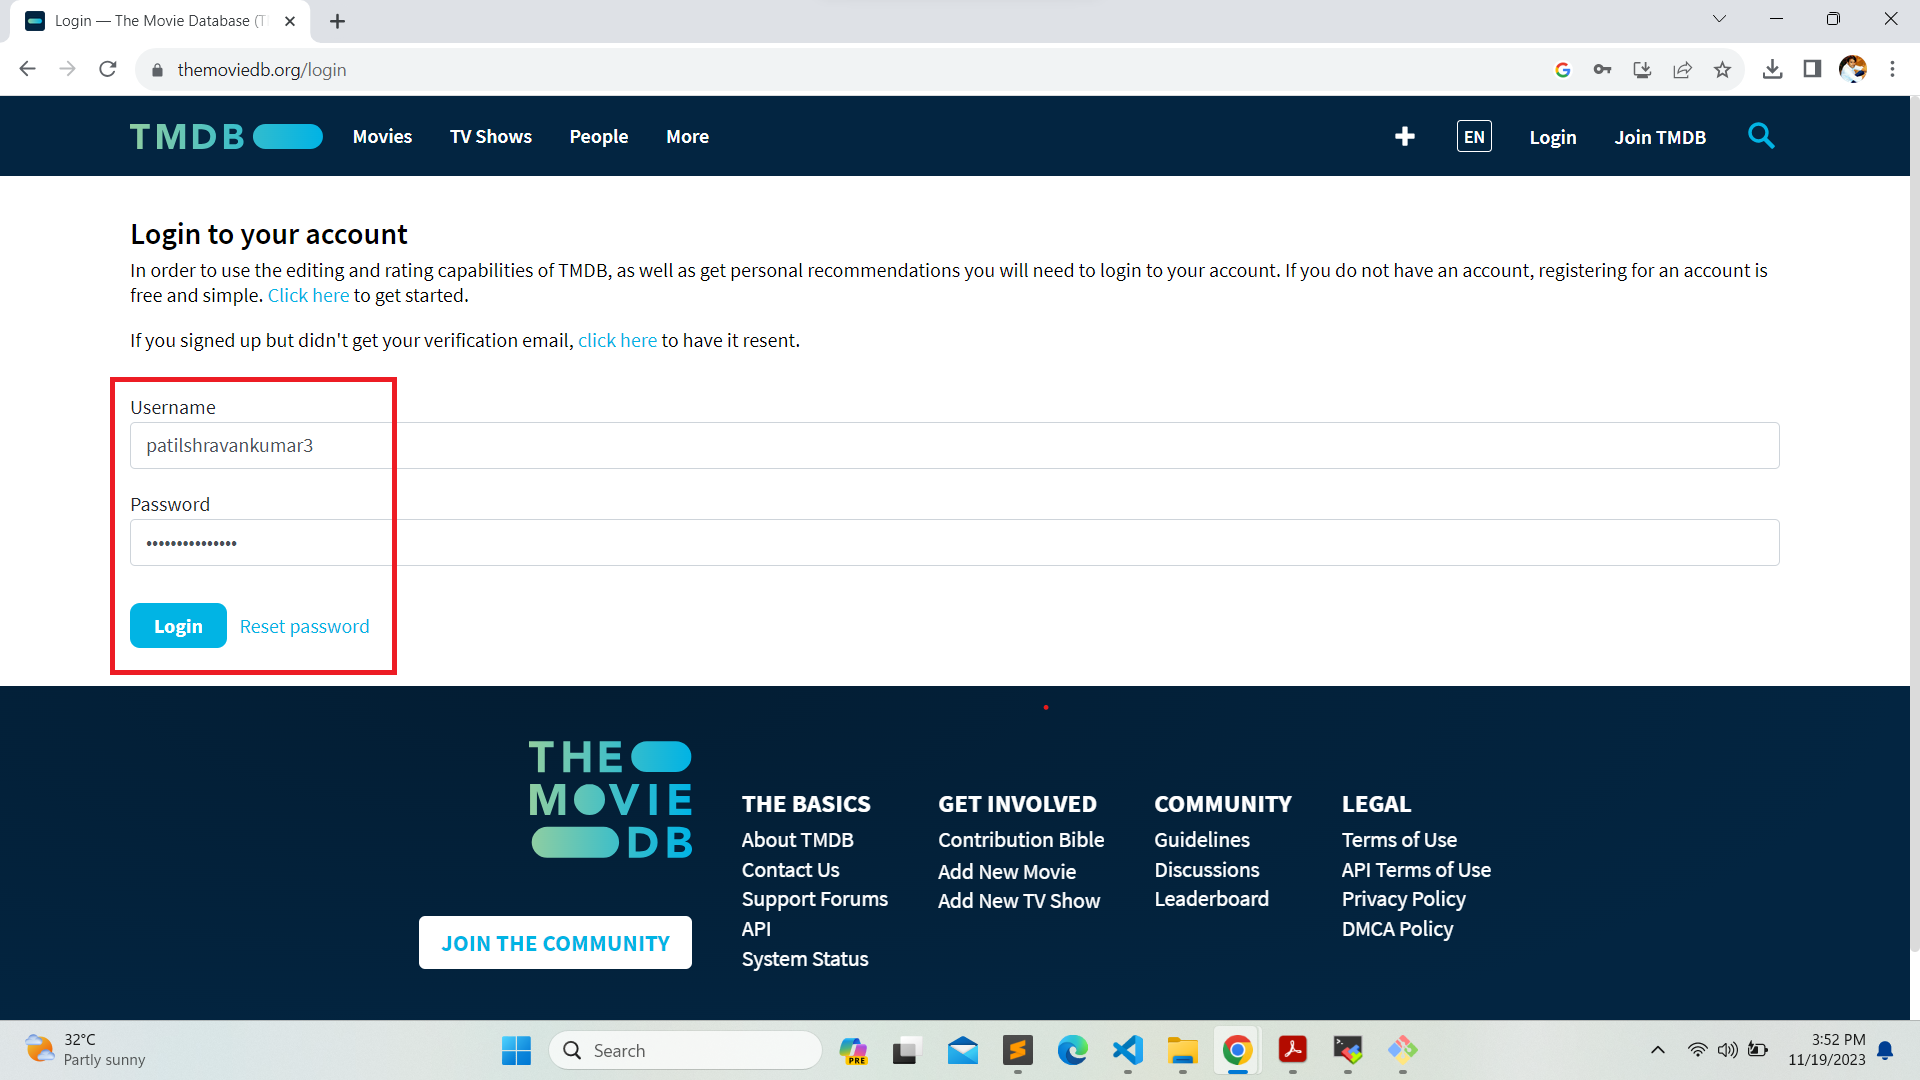 Login — The Movie Database (T
themoviedb.org/login
TMDB
Movies
TV Shows
People
More
EN
Login
Join TMDB
Login to your account
In order to use the editing and rating capabilities of TMDB, as well as get personal recommendations you will need to login to your account. If you do not have an account, registering for an account is
free and simple. Click here to get started.
If you signed up but didn't get your verification email, click here to have it resent.
Username
patilshravankumar3
Password
•••••••••••••••
Login
Reset password
THE
MOVIE
DB
JOIN THE COMMUNITY
THE BASICS
About TMDB
Contact Us
Support Forums
API
System Status
GET INVOLVED
Contribution Bible
Add New Movie
Add New TV Show
COMMUNITY
Guidelines
Discussions
Leaderboard
LEGAL
Terms of Use
API Terms of Use
Privacy Policy
DMCA Policy
32°C
Partly sunny
Search
PRE
3:52 PM
11/19/2023